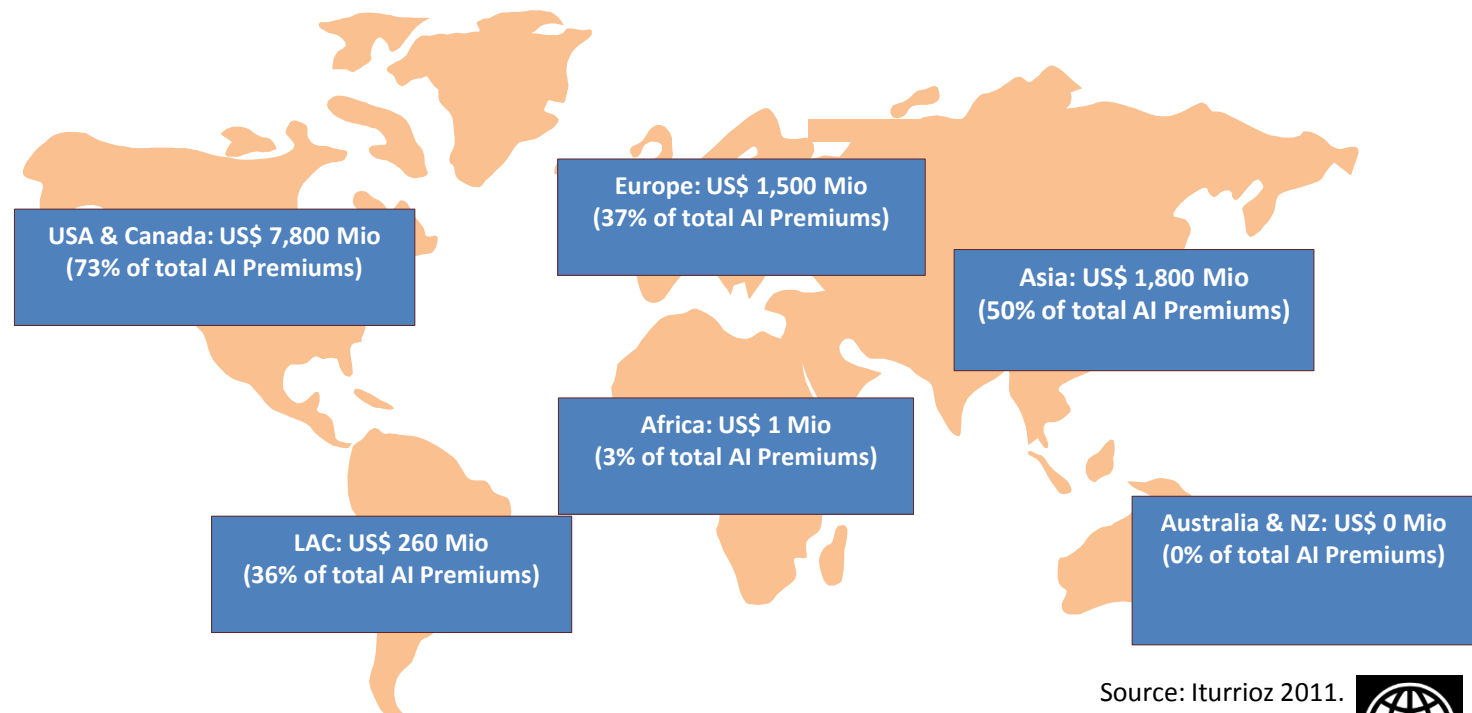 Europe: US$ 1,500 Mio
(37% of total AI Premiums)
USA & Canada: US$ 7,800 Mio
(73% of total AI Premiums)
Asia: US$ 1,800 Mio
(50% of total AI Premiums)
Africa: US$ 1 Mio
(3% of total AI Premiums)
LAC: US$ 260 Mio
(36% of total AI Premiums)
Australia & NZ: US$ 0 Mio
(0% of total AI Premiums)
Source: Iturrioz 2011.